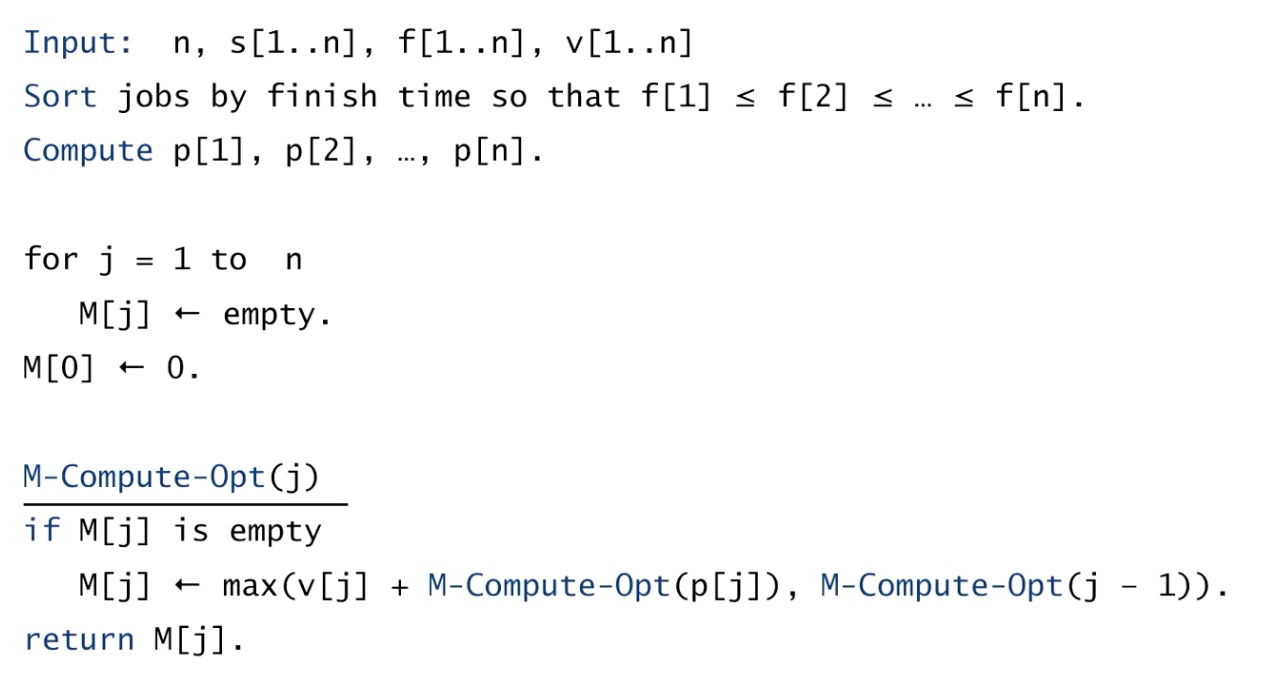 Input:  n, s[1..n], f[1..n], v[1..n]
Sort jobs by finish time so that f[1] ≤ f[2] ≤ … ≤ f[n].
Compute p[1], p[2], …, p[n].
for j = 1 to  n
   M[j] ← empty.
M[0] ← 0.
M-Compute-Opt(j)
if M[j] is empty
   M[j] ← max(v[j] + M-Compute-Opt(p[j]), M-Compute-Opt(j – 1)).
return M[j].